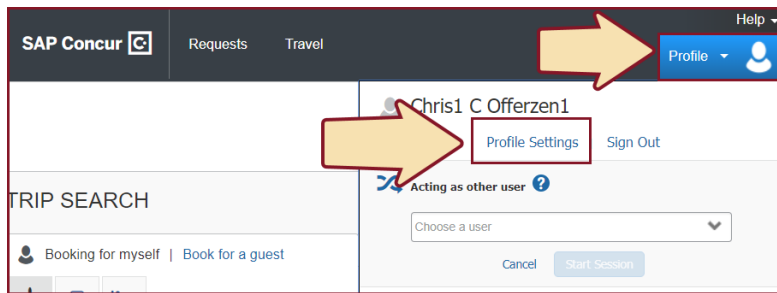 Help
SAP Concur C
Requests
Travel
Profile
Chris1 C Offerzen1
Profile Settings
Sign Out
Acting as other user ?
TRIP SEARCH
Choose a user
Booking for myself | Book for a guest
Cancel
Start Session